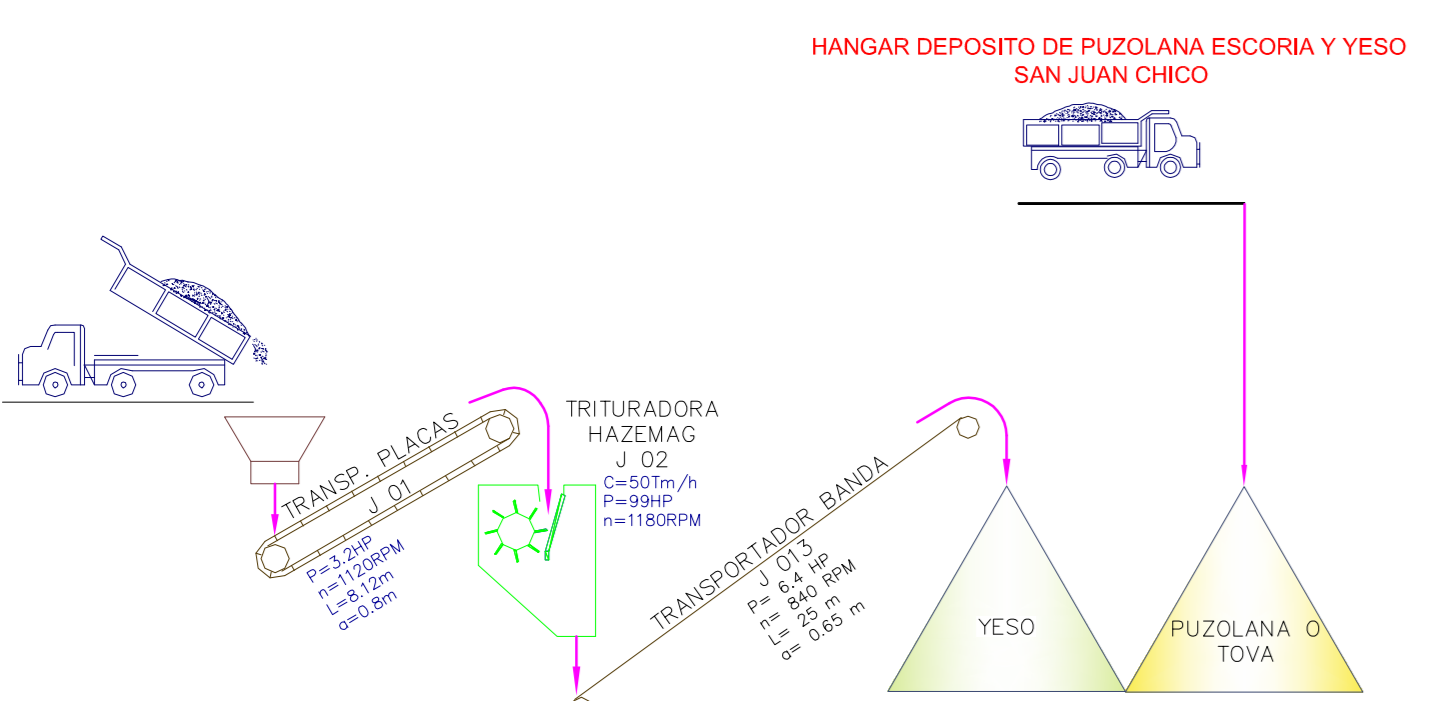 HANGAR DEPOSITO DE PUZOLANA ESCORIA Y YESO
SAN JUAN CHICO
TRANSP. PLACAS
J 01
P=3.2HP
n=1120RPM
L=8.12m
a=0.8m
TRITURADORA
HAZEMAG
J 02
C=50Tm/h
P=99HP
n=1180RPM
TRANSPORTADOR BANDA
J 013
P= 6.4 HP
n= 840 RPM
L= 25 m
a= 0.65 m
YESO
PUZOLANA O
TOVA